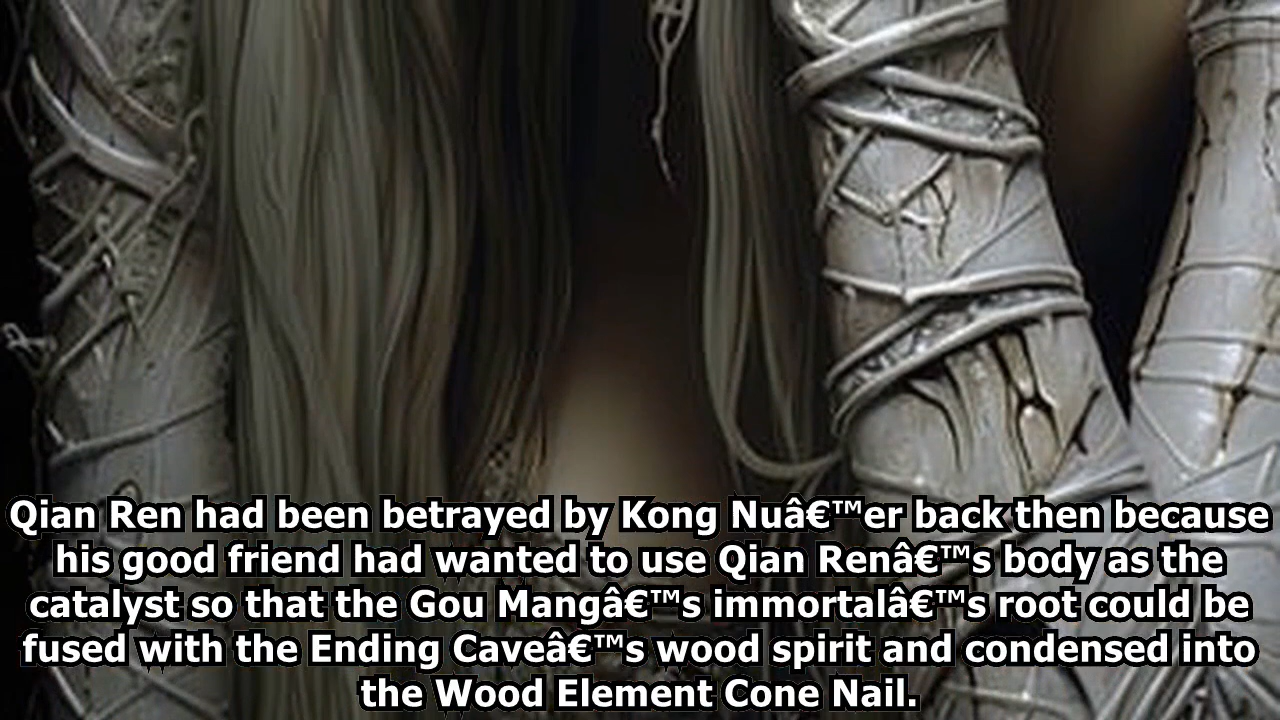 Qian Ren had been betrayed by Kong Nuâ€™er back then because
his good friend had wanted to use Qian Renâ€™s body as the
catalyst so that the Gou Mangâ€™s immortalâ€™s root could be
fused with the Ending Caveâ€™s wood spirit and condensed into
the Wood Element Cone Nail.